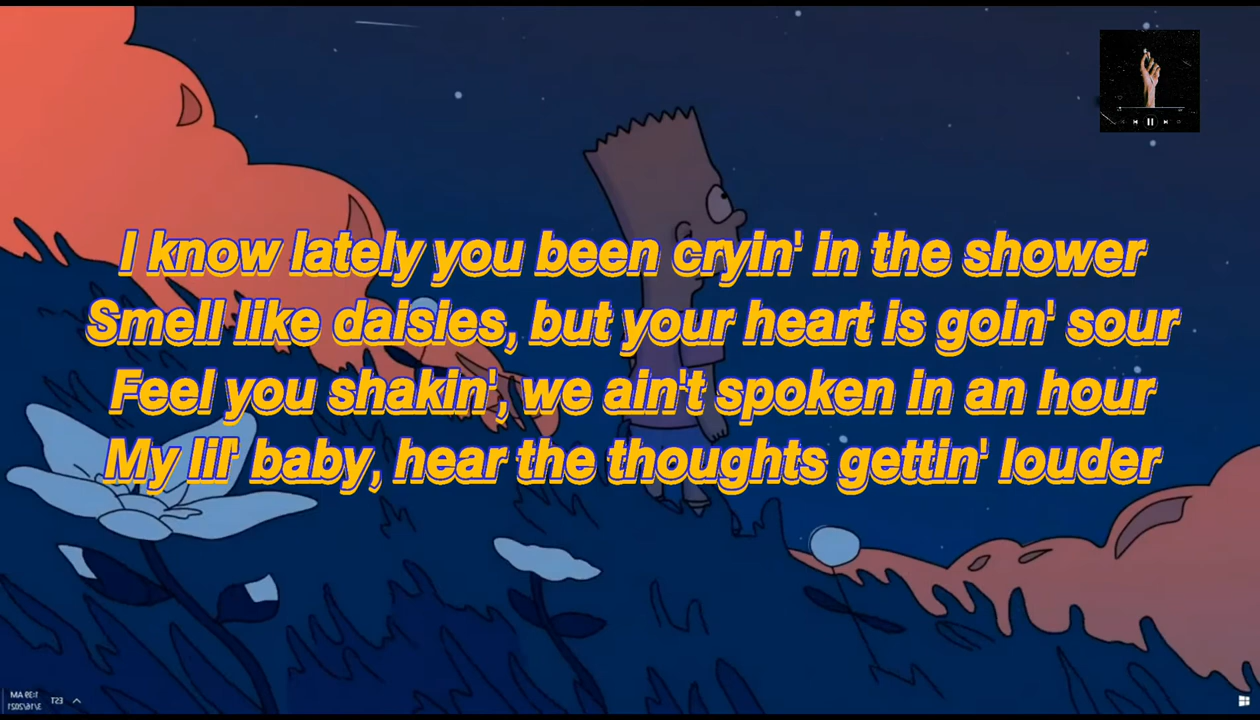 I know lately you been cryin' in the shower
Smell like daisies, but your heart is goin' sour
Feel you shakin', we ain't spoken in an hour
My lil' baby, hear the thoughts gettin' louder
EST